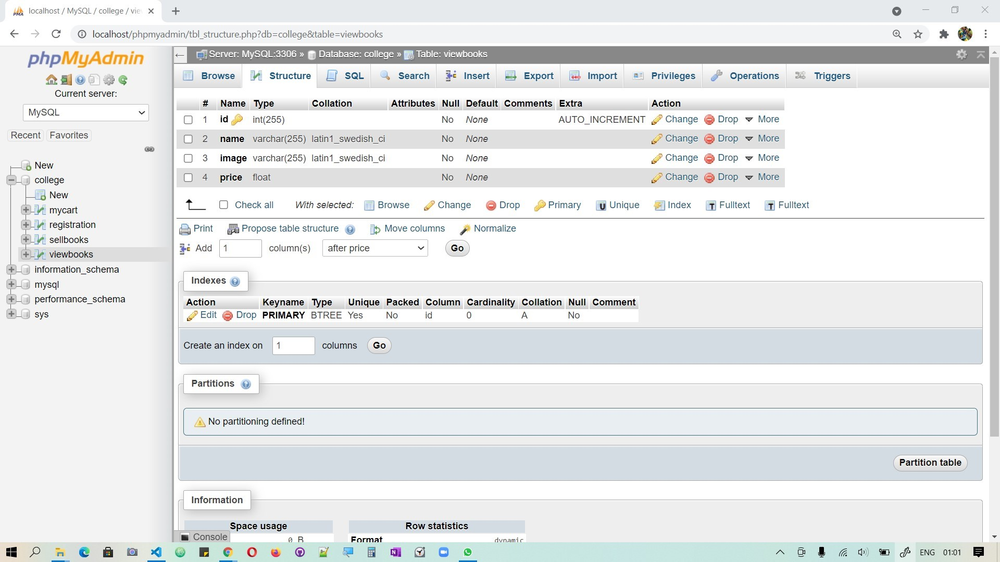 localhost / MySQL / college / vie
localhost/phpmyadmin/tbl_structure.php?db=college&table=viewbooks
phpMyAdmin
Current server:
MySQL
Recent Favorites
New
college
New
mycart
registration
sellbooks
viewbooks
information_schema
mysql
performance_schema
sys
Server: MySQL:3306 » Database: college » Table: viewbooks
Browse Structure SQL Search Insert Export Import Privileges Operations Triggers
# Name Type Collation Attributes Null Default Comments Extra Action
1 id int(255) No None AUTO_INCREMENT Change Drop More
2 name varchar(255) latin1_swedish_ci No None Change Drop More
3 image varchar(255) latin1_swedish_ci No None Change Drop More
4 price float No None Change Drop More
Check all With selected: Browse Change Drop Primary Unique Index Fulltext Fulltext
Print Propose table structure Move columns Normalize
Add 1 column(s) after price Go
Indexes
Action Keyname Type Unique Packed Column Cardinality Collation Null Comment
Edit Drop PRIMARY BTREE Yes No id 0 A No
Create an index on 1 columns Go
Partitions
No partitioning defined!
Partition table
Information
Space usage Row statistics
0 B Format dynamic
Console
ENG 01:01